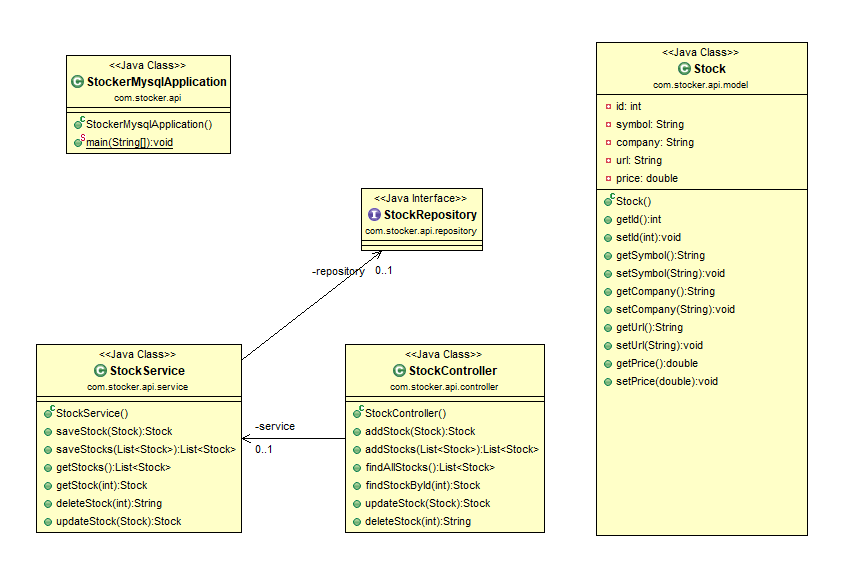 <<Java Class>>
StockerMysqlApplication
com.stocker.api
StockerMysqlApplication()
main(String[]):void
<<Java Class>>
Stock
com.stocker.api.model
id: int
symbol: String
company: String
url: String
price: double
Stock()
getId():int
setId(int):void
getSymbol():String
setSymbol(String):void
getCompany():String
setCompany(String):void
getUrl():String
setUrl(String):void
getPrice():double
setPrice(double):void
<<Java Interface>>
StockRepository
com.stocker.api.repository
-repository
0..1
<<Java Class>>
StockService
com.stocker.api.service
StockService()
saveStock(Stock):Stock
saveStocks(List<Stock>):List<Stock>
getStocks():List<Stock>
getStock(int):Stock
deleteStock(int):String
updateStock(Stock):Stock
-service
0..1
<<Java Class>>
StockController
com.stocker.api.controller
StockController()
addStock(Stock):Stock
addStocks(List<Stock>):List<Stock>
findAllStocks():List<Stock>
findStockById(int):Stock
updateStock(Stock):Stock
deleteStock(int):String